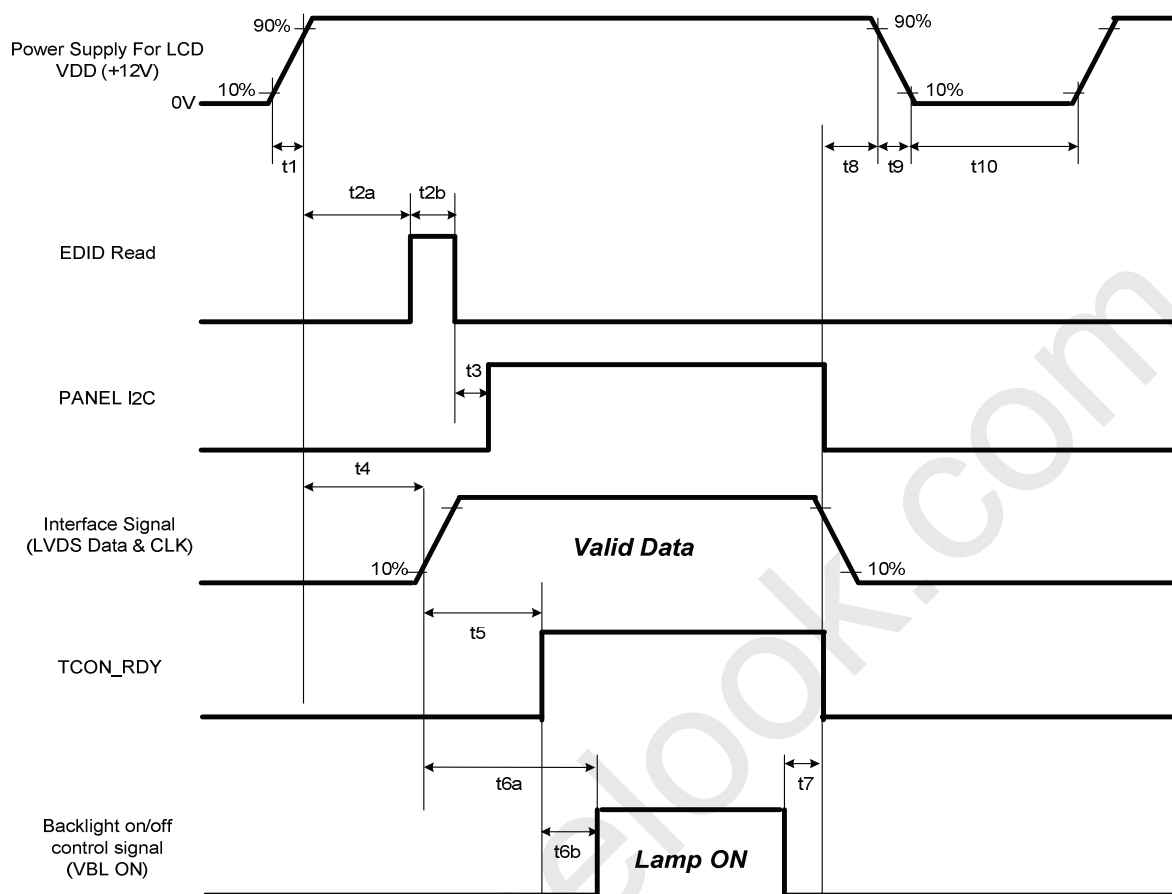 90%
90%
Power Supply For LCD
VDD (+12V)
10%
10%
0V
t1
t8
t9
t10
t2a
t2b
EDID Read
t3
PANEL I2C
t4
Interface Signal
(LVDS Data & CLK)
Valid Data
10%
10%
t5
TCON_RDY
t6a
t7
Backlight on/off
control signal
(VBL ON)
t6b
Lamp ON
elook.com